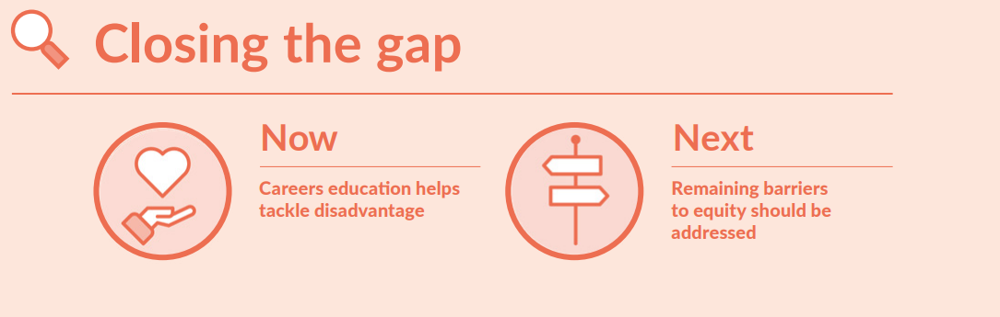 Closing the gap
Now
Careers education helps
tackle disadvantage
Next
Remaining barriers
to equity should be
addressed